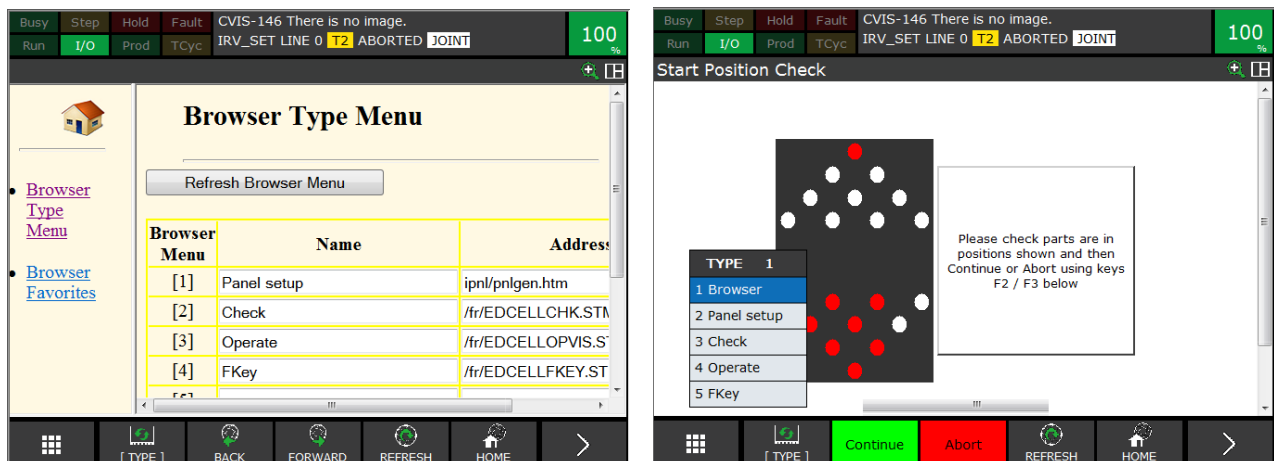 Busy Step Hold Fault CVIS-146 There is no image.
Run I/O Prod TCyc IRV_SET LINE 0 T2 ABORTED JOINT
100
%
Browser Type Menu
Browser
Type
Menu
Browser
Favorites
Refresh Browser Menu
Browser Menu Name Address
[1] Panel setup ipnl/pnlgen.htm
[2] Check /fr/EDCELLCHK.STM
[3] Operate /fr/EDCELLOPVIS.S
[4] FKey /fr/EDCELLFKEY.ST
[ TYPE ] BACK FORWARD REFRESH HOME
Busy Step Hold Fault CVIS-146 There is no image.
Run I/O Prod TCyc IRV_SET LINE 0 T2 ABORTED JOINT
100
%
Start Position Check
Please check parts are in
positions shown and then
Continue or Abort using keys
F2 / F3 below
TYPE 1
1 Browser
2 Panel setup
3 Check
4 Operate
5 FKey
[ TYPE ] Continue Abort REFRESH HOME